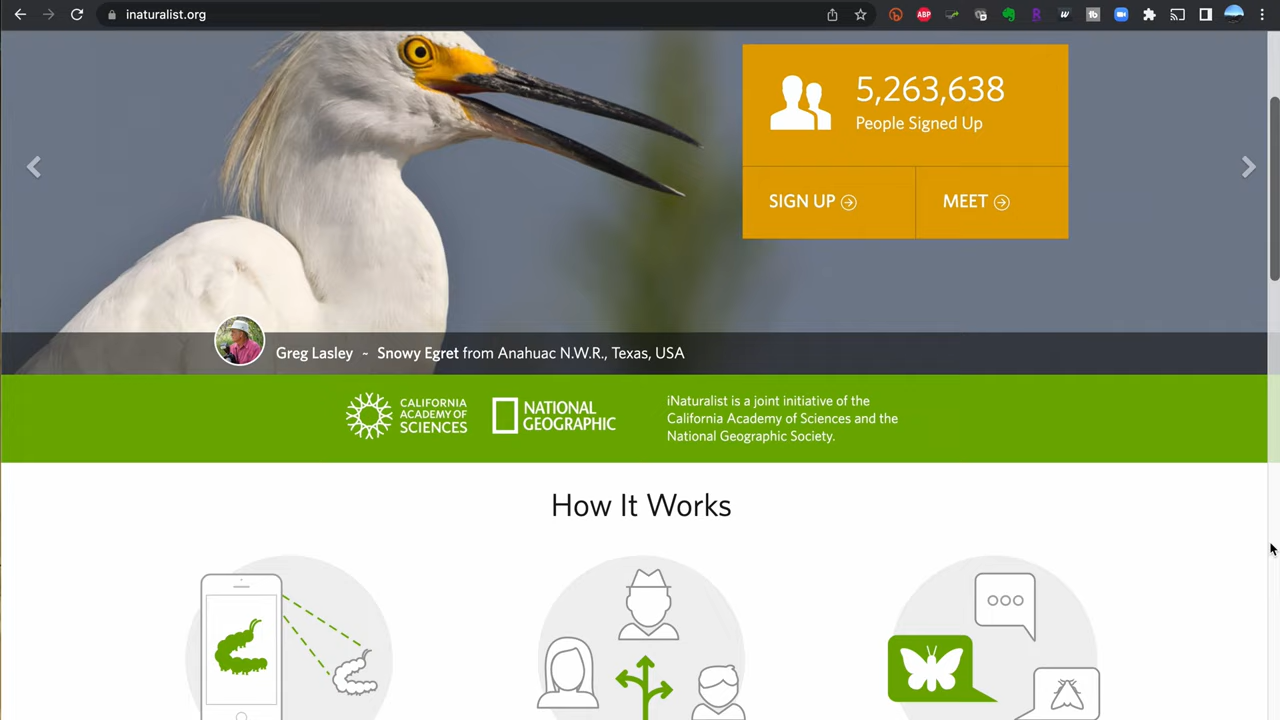 inaturalist.org
ABP
5,263,638
People Signed Up
SIGN UP
MEET
Greg Lasley ~ Snowy Egret from Anahuac N.W.R., Texas, USA
CALIFORNIA
ACADEMY OF
SCIENCES
NATIONAL
GEOGRAPHIC
iNaturalist is a joint initiative of the
California Academy of Sciences and the
National Geographic Society.
How It Works